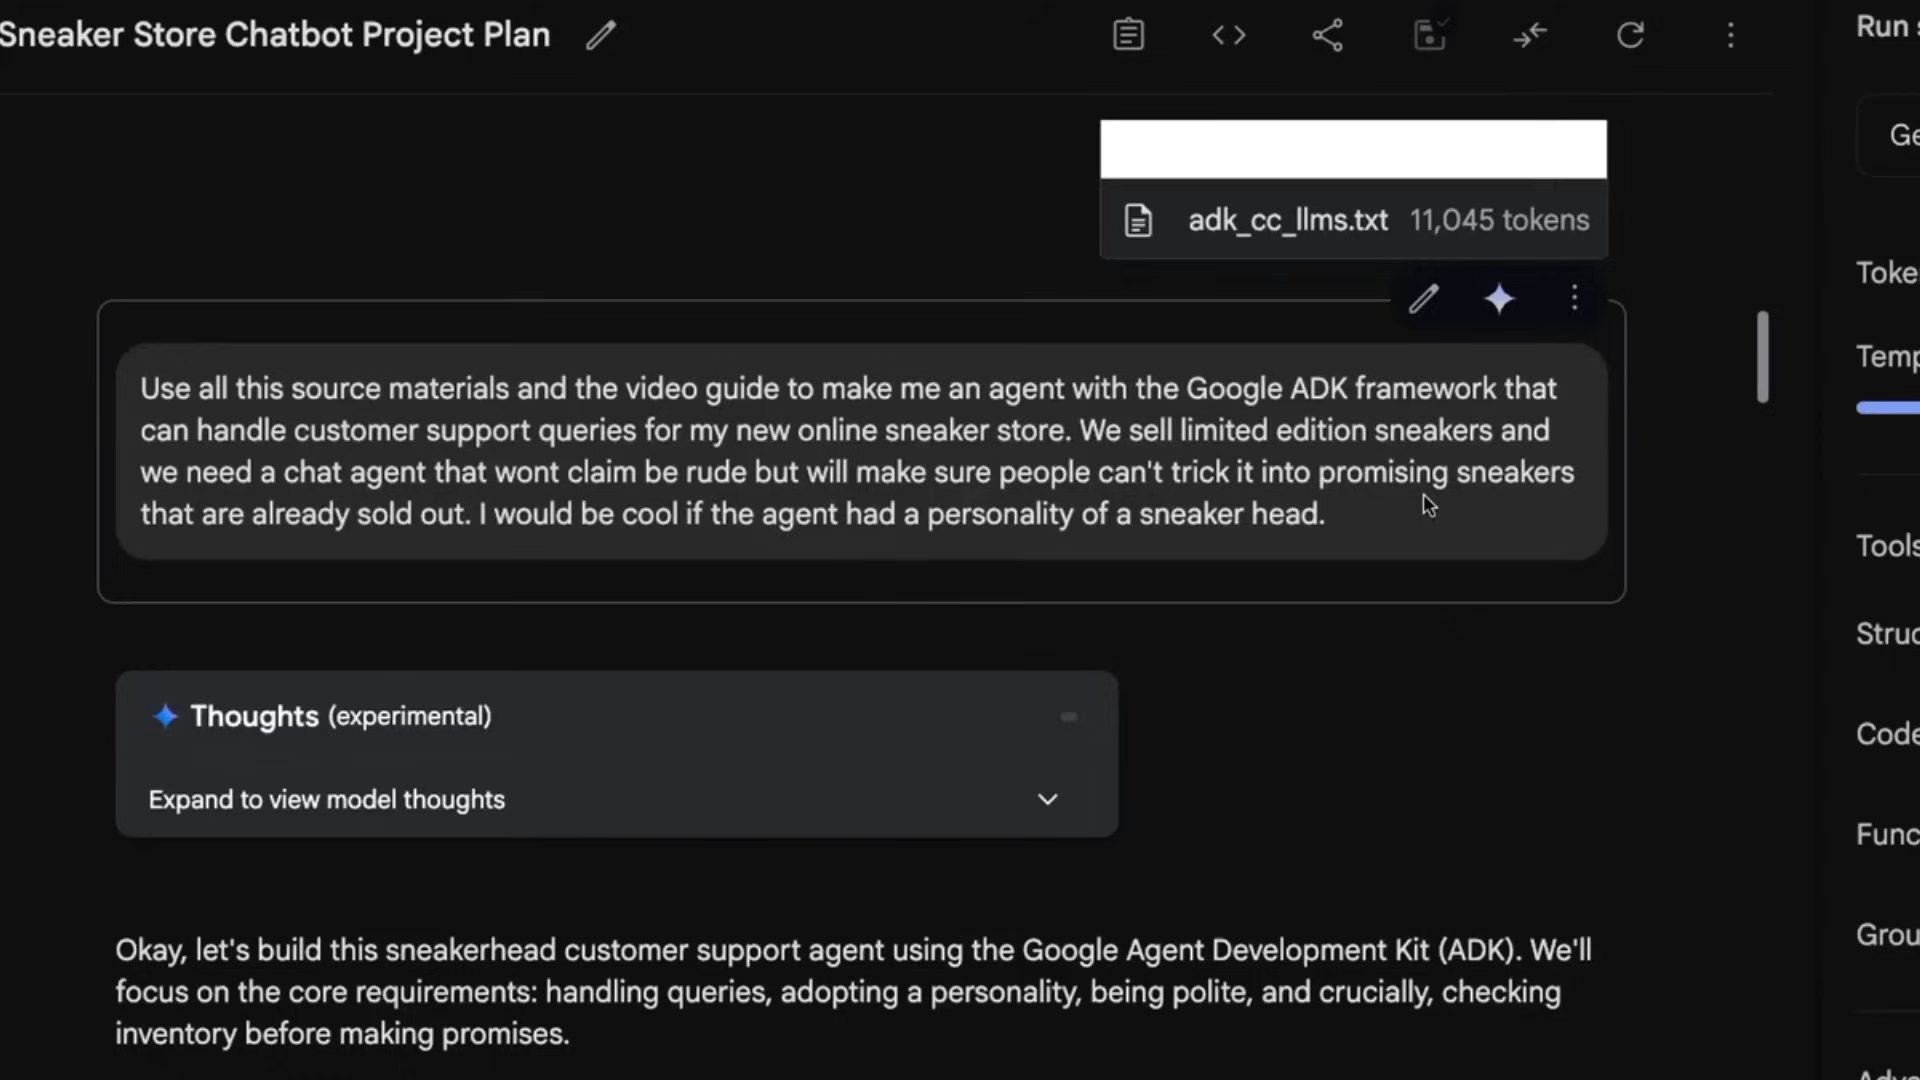 Sneaker Store Chatbot Project Plan
Run
adk_cc_llms.txt 11,045 tokens
Use all this source materials and the video guide to make me an agent with the Google ADK framework that
can handle customer support queries for my new online sneaker store. We sell limited edition sneakers and
we need a chat agent that wont claim be rude but will make sure people can't trick it into promising sneakers
that are already sold out. I would be cool if the agent had a personality of a sneaker head.
Thoughts (experimental)
Expand to view model thoughts
Okay, let's build this sneakerhead customer support agent using the Google Agent Development Kit (ADK). We'll
focus on the core requirements: handling queries, adopting a personality, being polite, and crucially, checking
inventory before making promises.
Ge
Toke
Temp
Tools
Struc
Code
Func
Grou